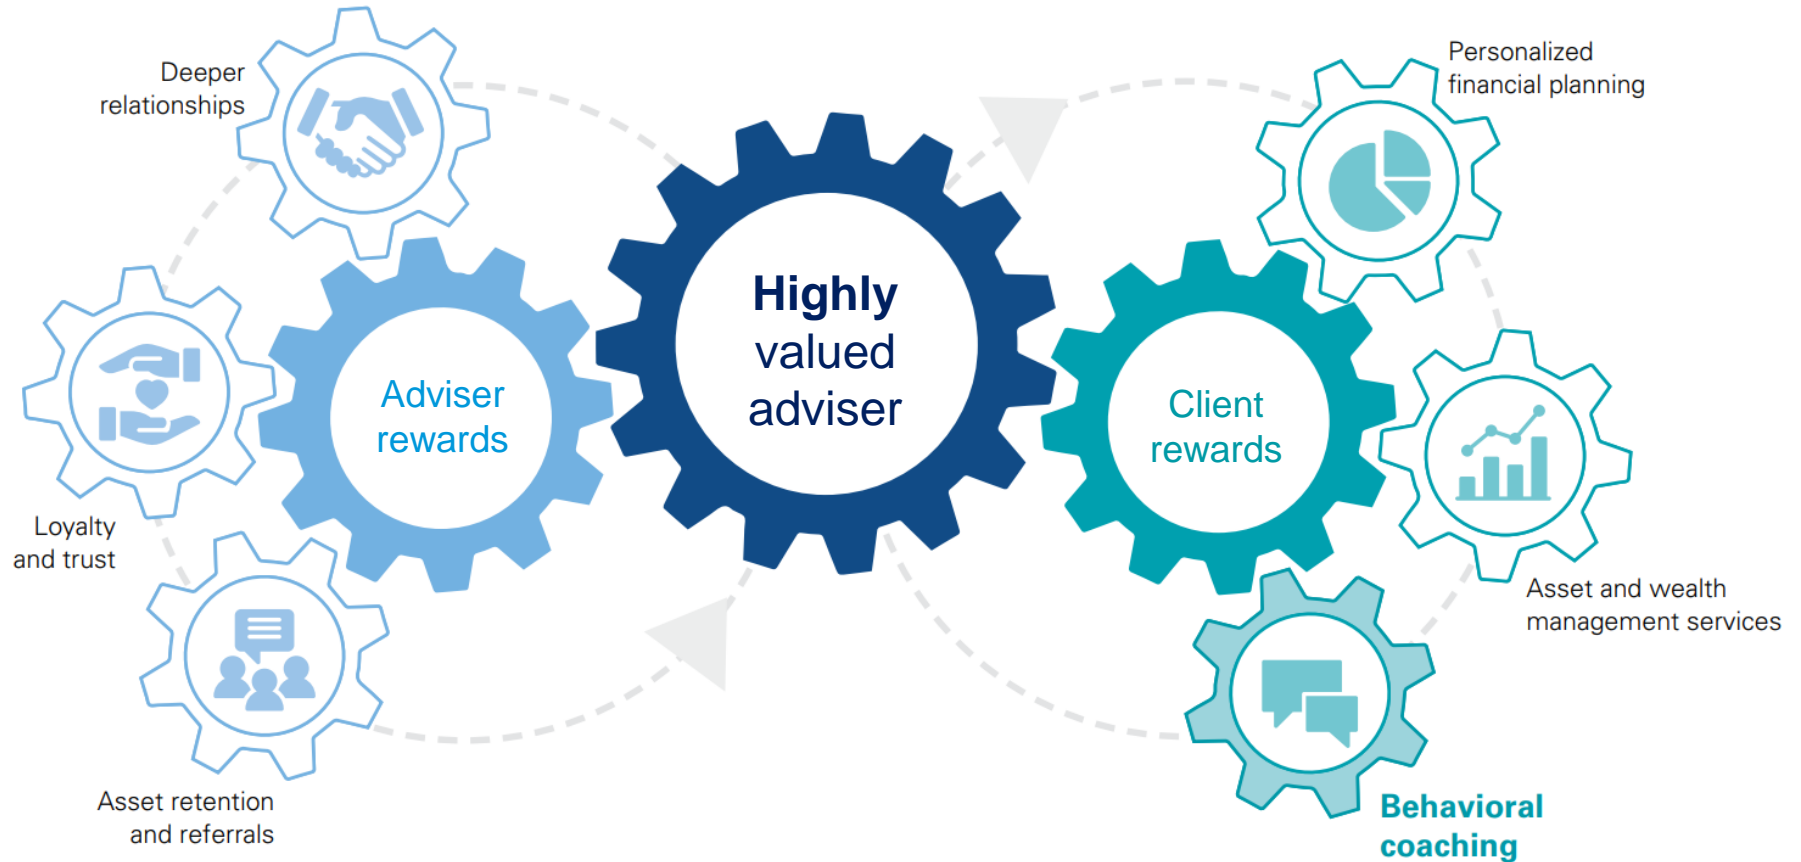 Deeper
relationships
Loyalty
and trust
Asset retention
and referrals
Adviser
rewards
Highly
valued
adviser
Client
rewards
Personalized
financial planning
Asset and wealth
management services
Behavioral
coaching